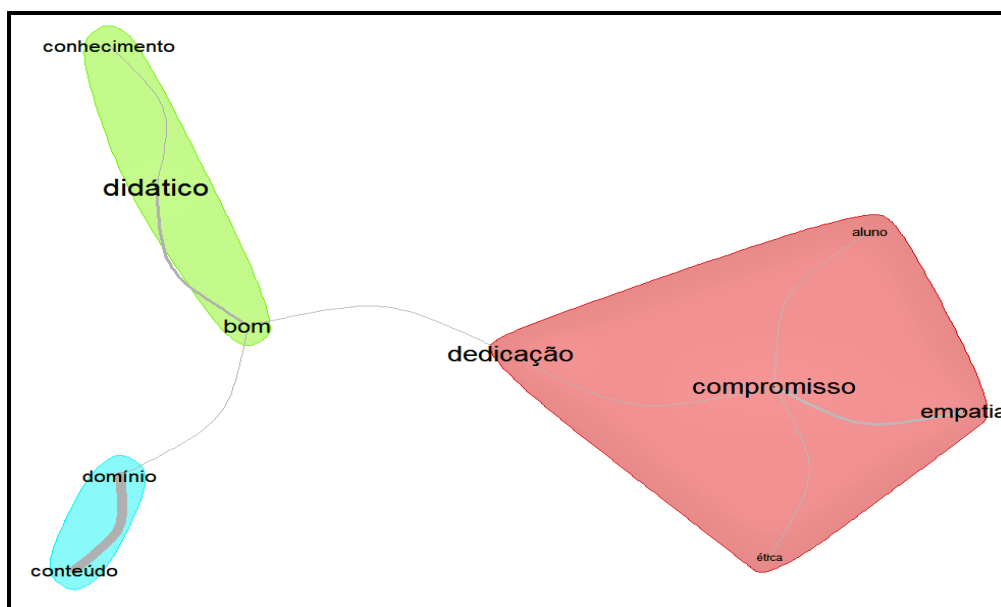 conhecimento
didático
aluno
bom
dedicação
compromisso
empatia
domínio
ética
conteúdo